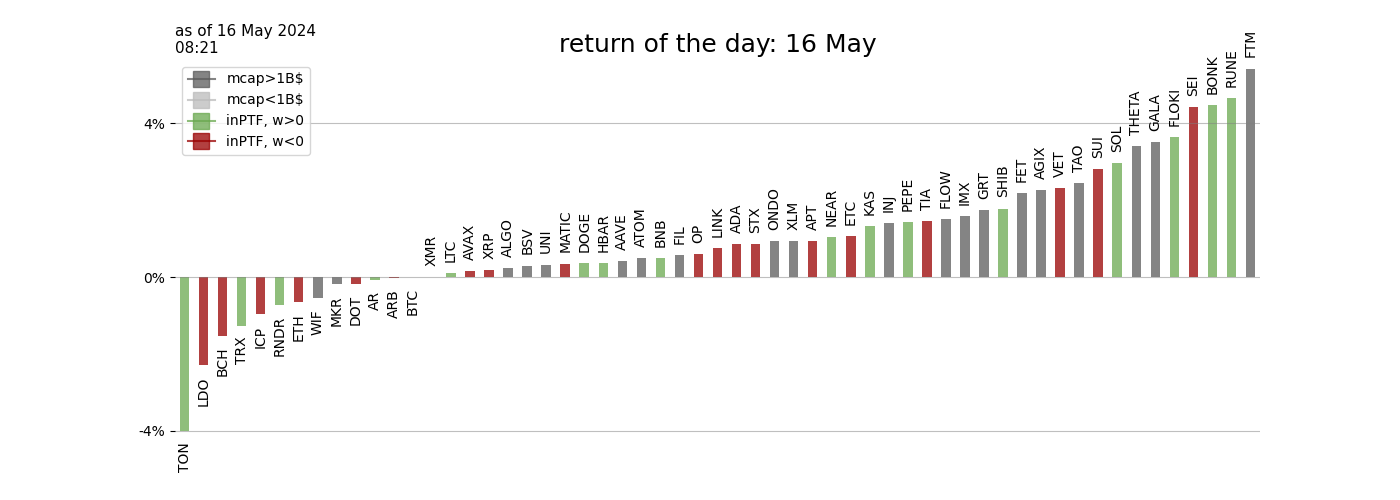 as of 16 May 2024
08:21
return of the day: 16 May
mcap>1B$
mcap<1B$
inPTF, w>0
inPTF, w<0
4%
0%
-4%
TON
LDO
BCH
TRX
ICP
RNDR
ETH
WIF
MKR
DOT
AR
ARB
BTC
XMR
LTC
AVAX
XRP
ALGO
BSV
UNI
MATIC
DOGE
HBAR
AAVE
ATOM
BNB
FIL
OP
LINK
ADA
STX
ONDO
XLM
APT
NEAR
ETC
KAS
INJ
PEPE
TIA
FLOW
IMX
GRT
SHIB
FET
AGIX
VET
TAO
SUI
SOL
THETA
GALA
FLOKI
SEI
BONK
RUNE
FTM